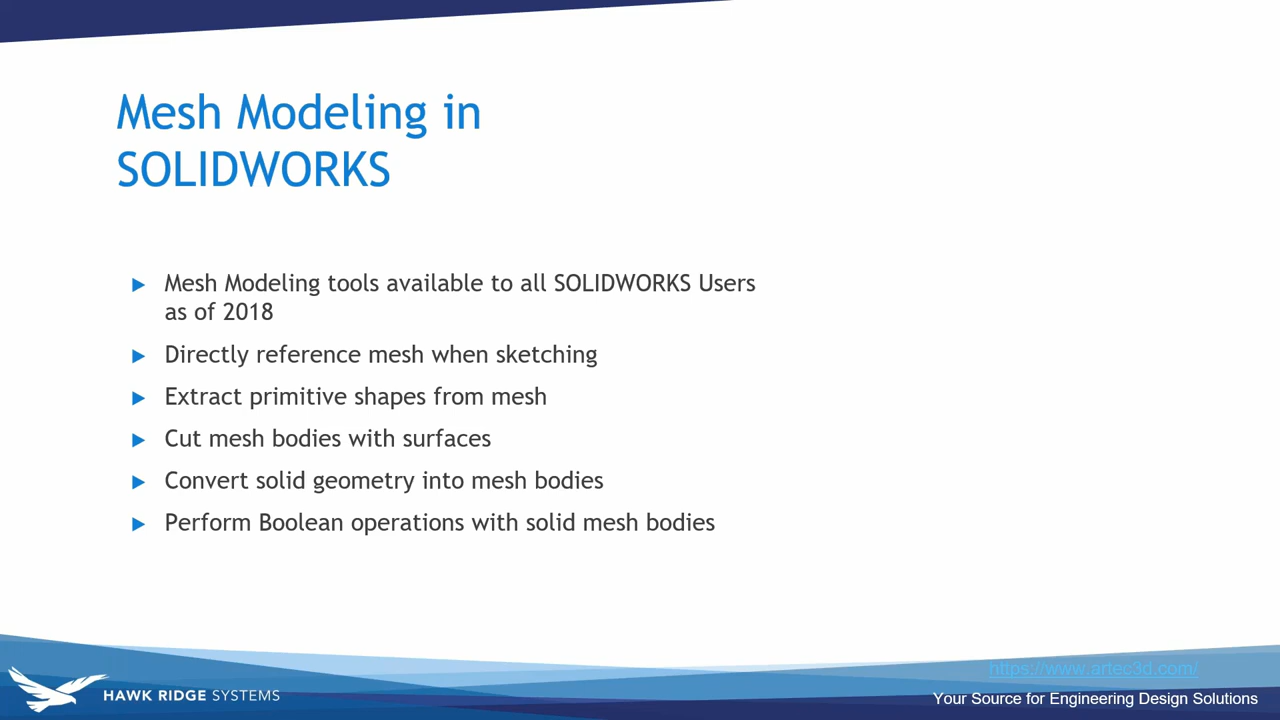 Mesh Modeling in
SOLIDWORKS
Mesh Modeling tools available to all SOLIDWORKS Users
as of 2018
Directly reference mesh when sketching
Extract primitive shapes from mesh
Cut mesh bodies with surfaces
Convert solid geometry into mesh bodies
Perform Boolean operations with solid mesh bodies
https://www.artec3d.com/
HAWK RIDGE SYSTEMS
Your Source for Engineering Design Solutions